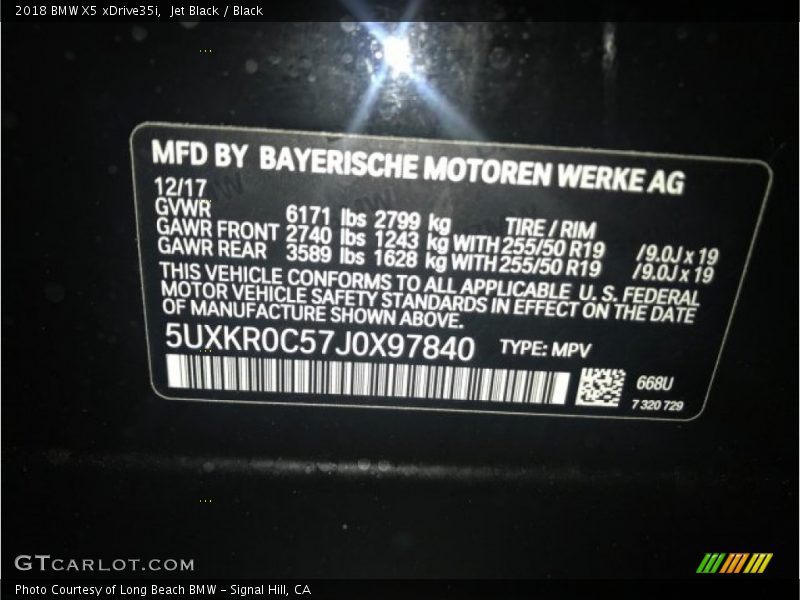 2018 BMW X5 xDrive35i, Jet Black / Black
MFD BY BAYERISCHE MOTOREN WERKE AG
12/17
GVWR 6171 lbs 2799 kg TIRE / RIM
GAWR FRONT 2740 lbs 1243 kg WITH 255/50 R19 /9.0J x 19
GAWR REAR 3589 lbs 1628 kg WITH 255/50 R19 /9.0J x 19
THIS VEHICLE CONFORMS TO ALL APPLICABLE U.S. FEDERAL
MOTOR VEHICLE SAFETY STANDARDS IN EFFECT ON THE DATE
OF MANUFACTURE SHOWN ABOVE.
5UXKR0C57J0X97840 TYPE: MPV
668U
7 320 729
GTCARLOT.COM
Photo Courtesy of Long Beach BMW - Signal Hill, CA